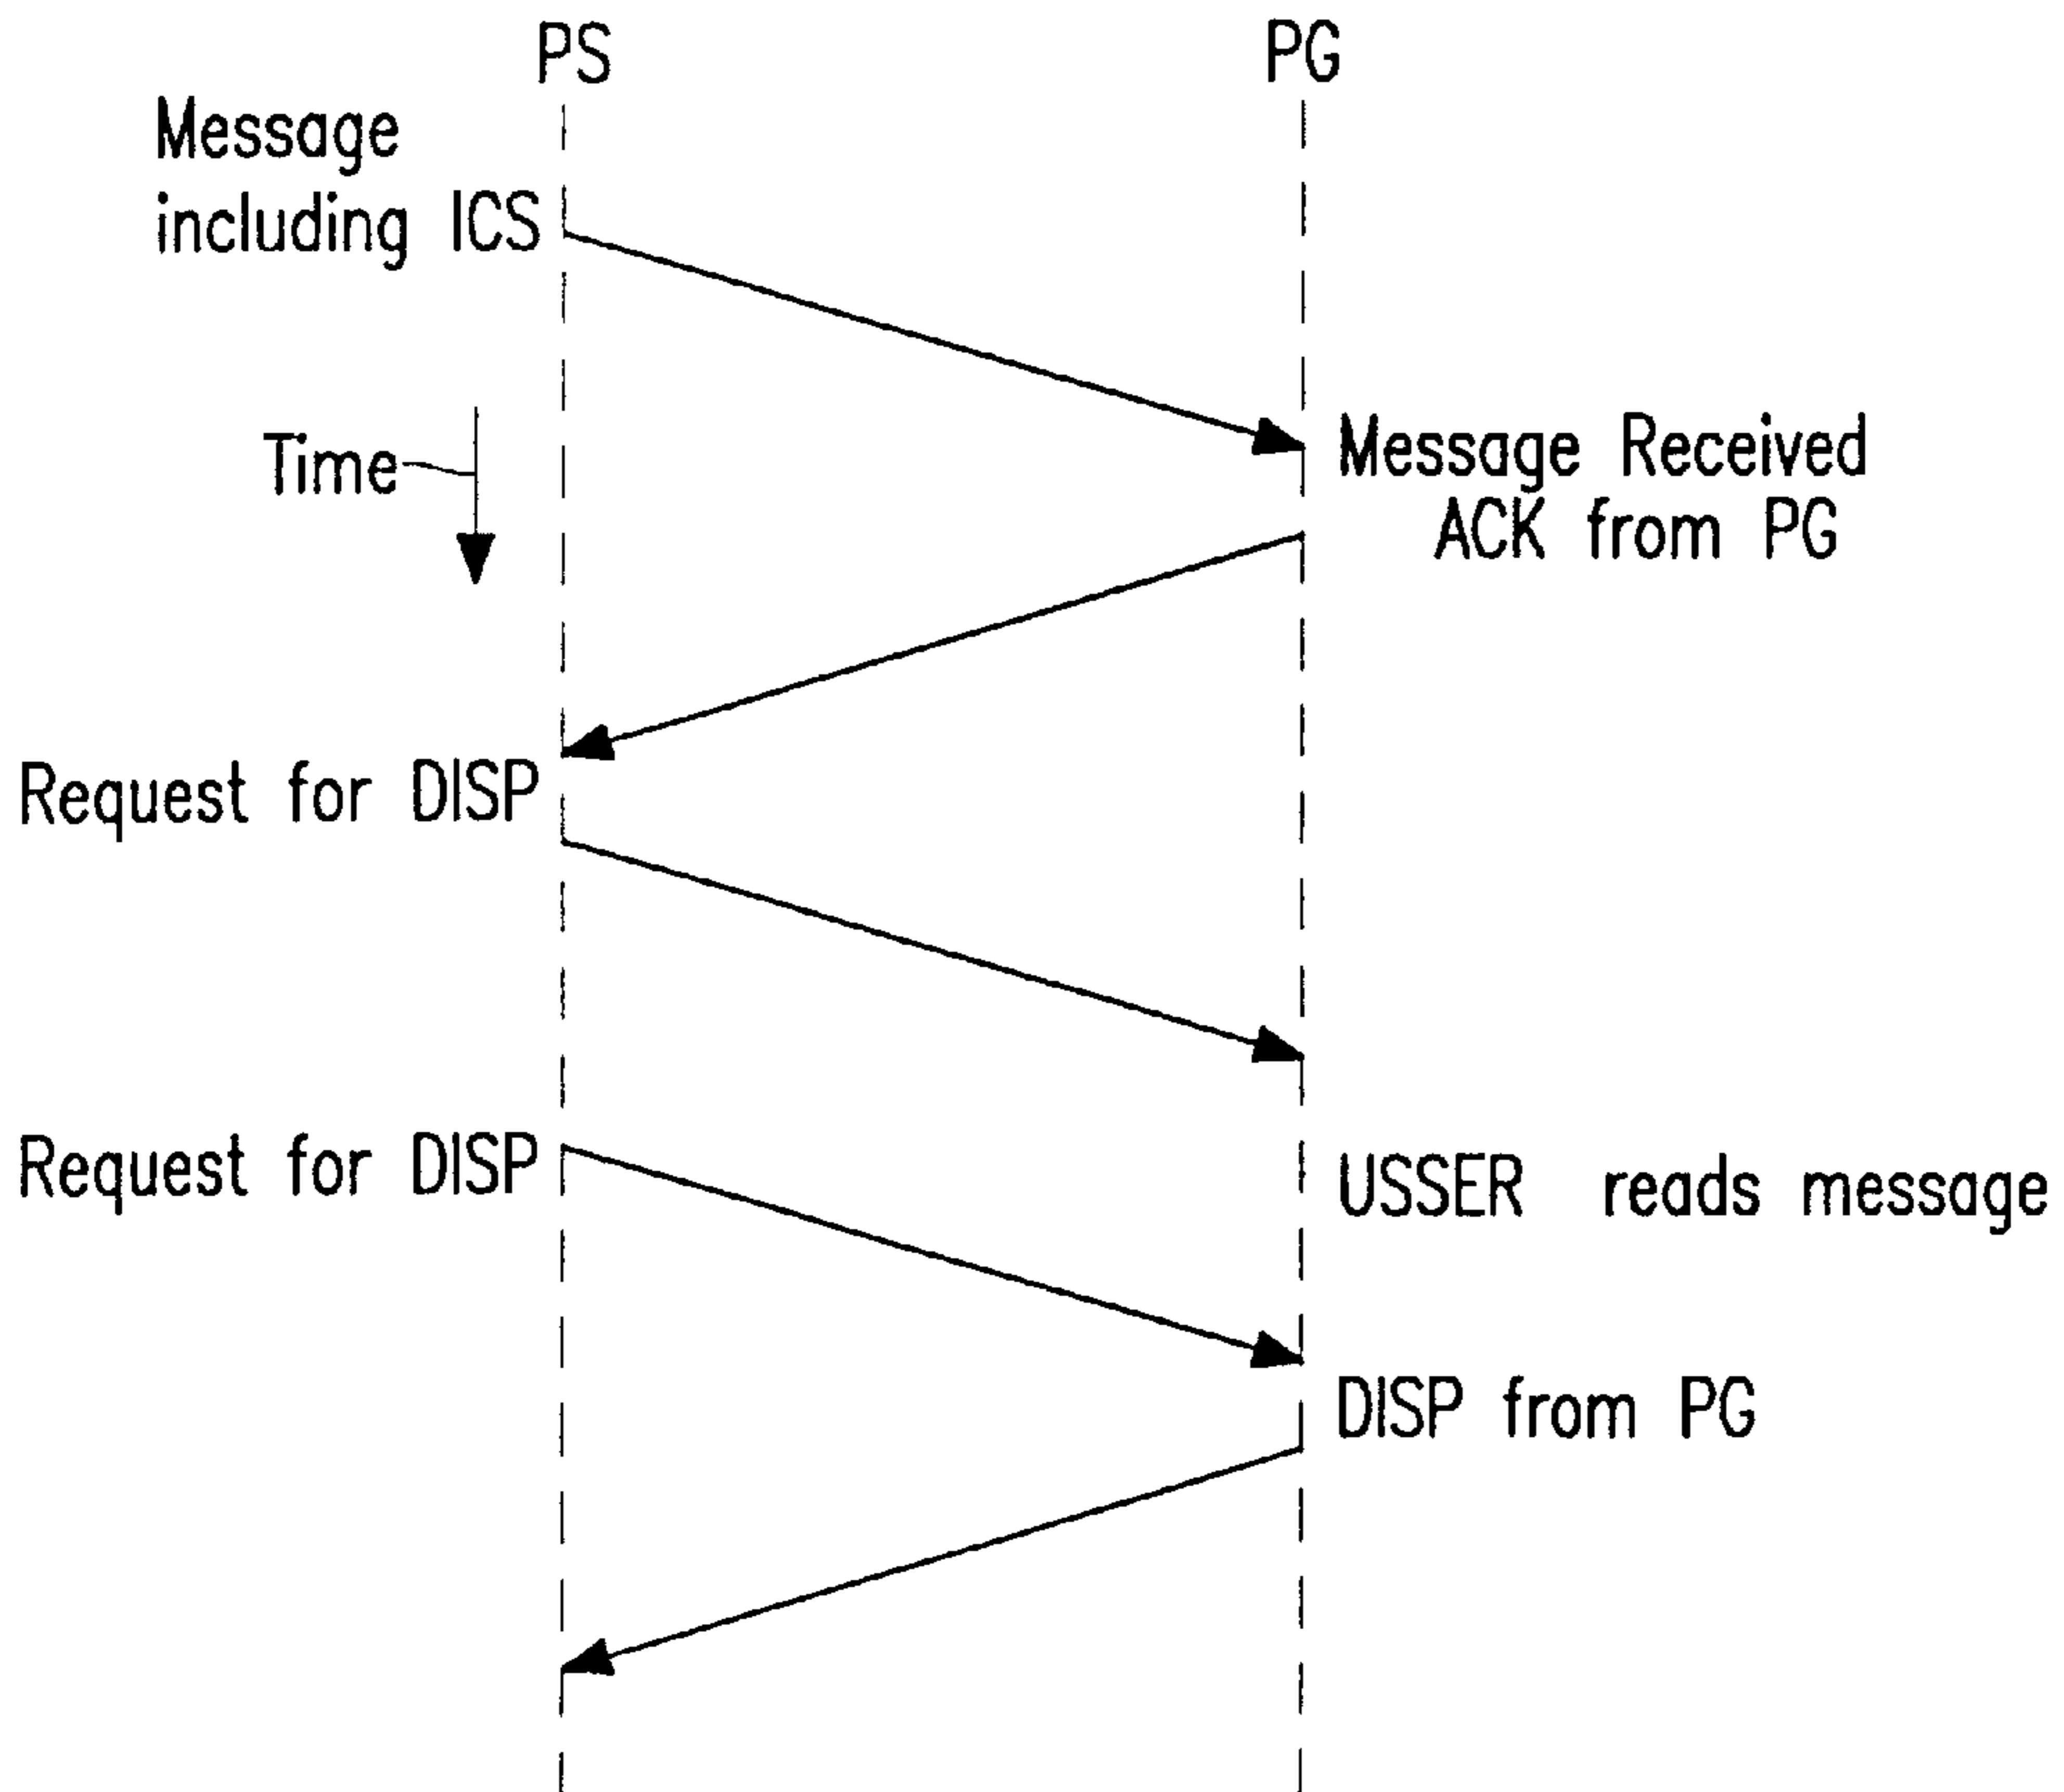 PS
PG
Message
including ICS
Time
Message Received
ACK from PG
Request for DISP
Request for DISP
USSER reads message
DISP from PG